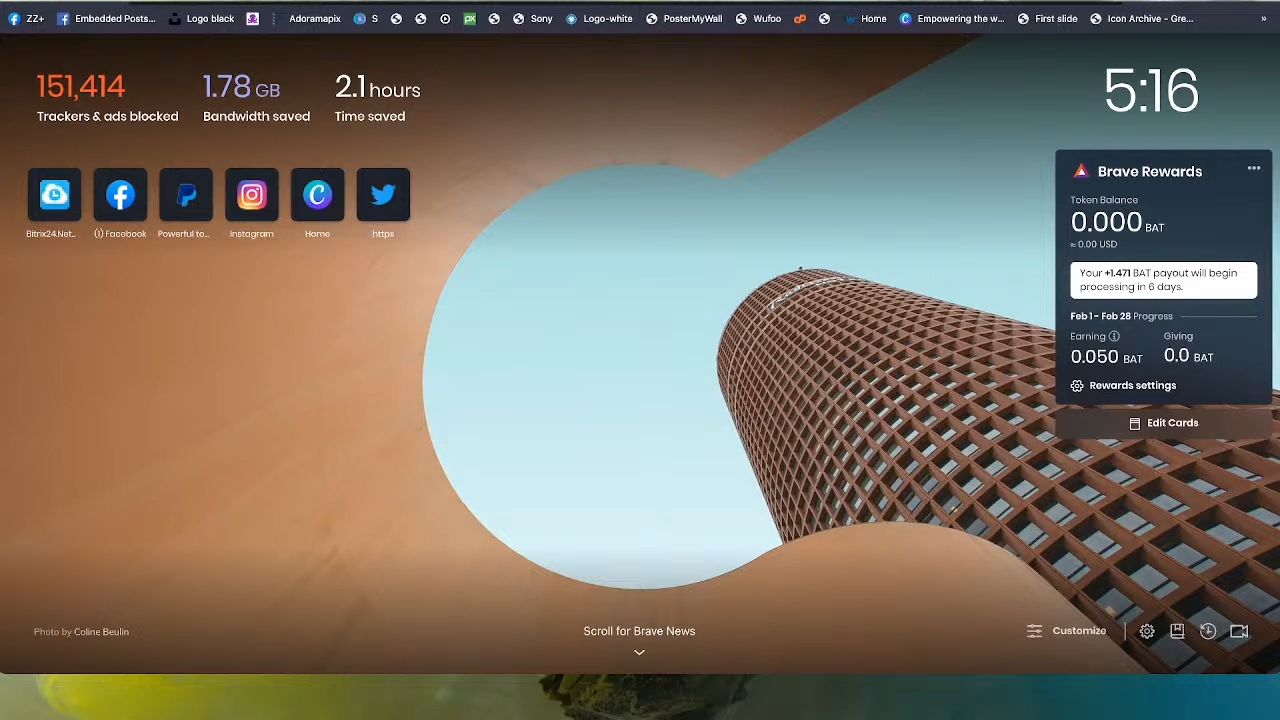 ZZ+ Embedded Posts... Logo black Adoramapix S Sony Logo-white PosterMyWall Wufoo Home Empowering the w... First slide Icon Archive - Gre... »
151,414 1.78 GB 2.1 hours
Trackers & ads blocked Bandwidth saved Time saved
5:16
Bitrix24.Net... (1) Facebook Powerful to... Instagram Home https
Brave Rewards
Token Balance
0.000 BAT
≈ 0.00 USD
Your +1.471 BAT payout will begin
processing in 6 days.
Feb 1 - Feb 28 Progress
Earning Giving
0.050 BAT 0.0 BAT
Rewards settings
Edit Cards
Photo by Coline Beulin
Scroll for Brave News
Customize